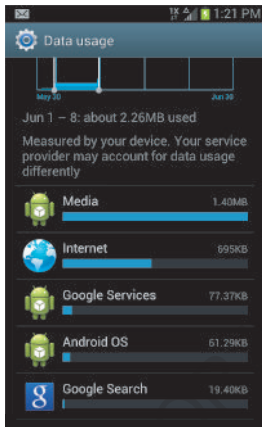 1:21 PM
Data usage
May 20
Jun 30
Jun 1 – 8: about 2.26MB used
Measured by your device. Your service
provider may account for data usage
differently
Media 1.40MB
Internet 695KB
Google Services 77.37KB
Android OS 61.29KB
Google Search 19.40KB